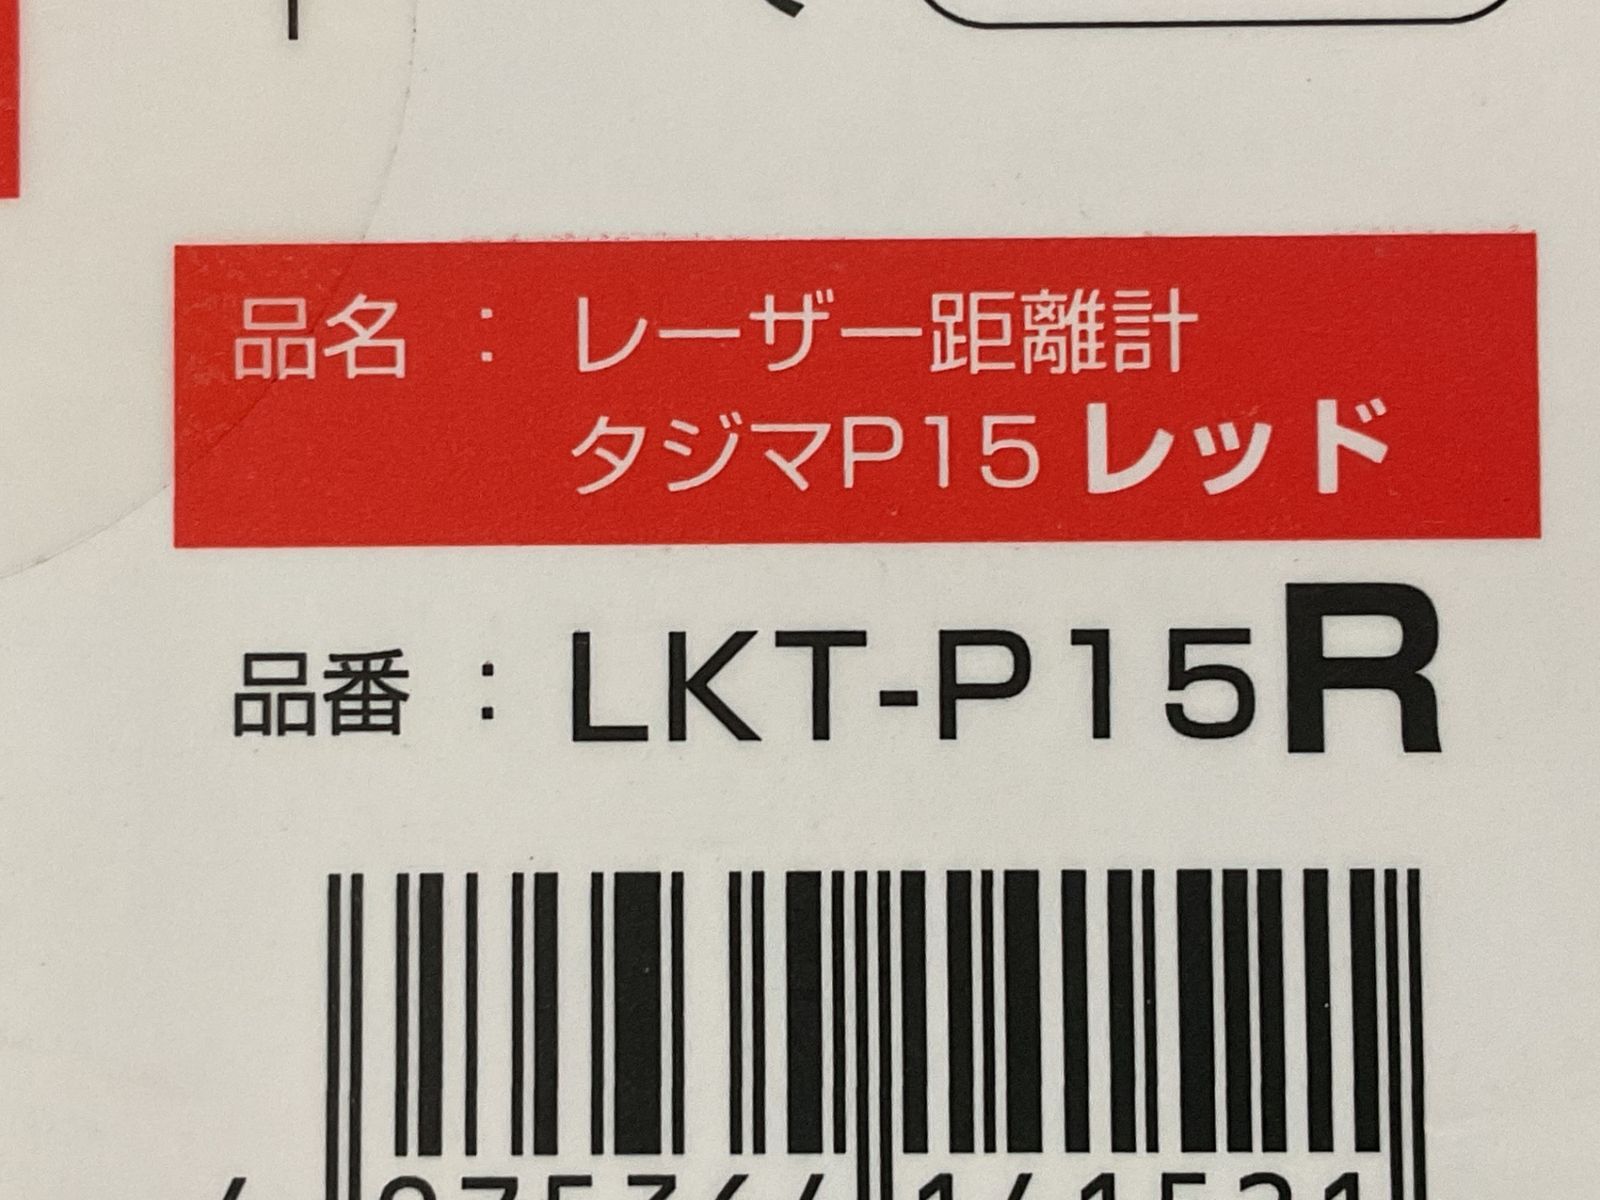 品名 : レーザー距離計
タジマP15 レッド
品番 : LKT-P15R